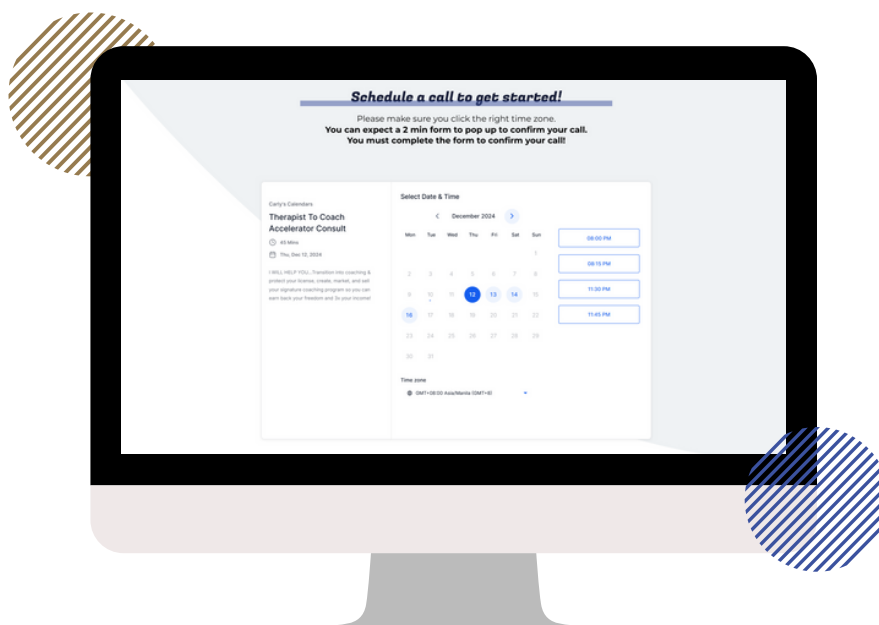 Schedule a call to get started!
Please make sure you click the right time zone.
You can expect a 2 min form to pop up to confirm your call.
You must complete the form to confirm your call!
Carly's Calendars
Therapist To Coach
Accelerator Consult
45 Mins
Thu, Dec 12, 2024
I WILL HELP YOU...Transition into coaching &
protect your license, create, market, and sell
your signature coaching program so you can
earn back your freedom and 3x your income!
Select Date & Time
December 2024
Mon Tue Wed Thu Fri Sat Sun
1
2 3 4 5 6 7 8
9 10 11 12 13 14 15
16 17 18 19 20 21 22
23 24 25 26 27 28 29
30 31
Time zone
GMT+08:00 Asia/Manila (GMT+8)
08:00 PM
08:15 PM
11:30 PM
11:45 PM